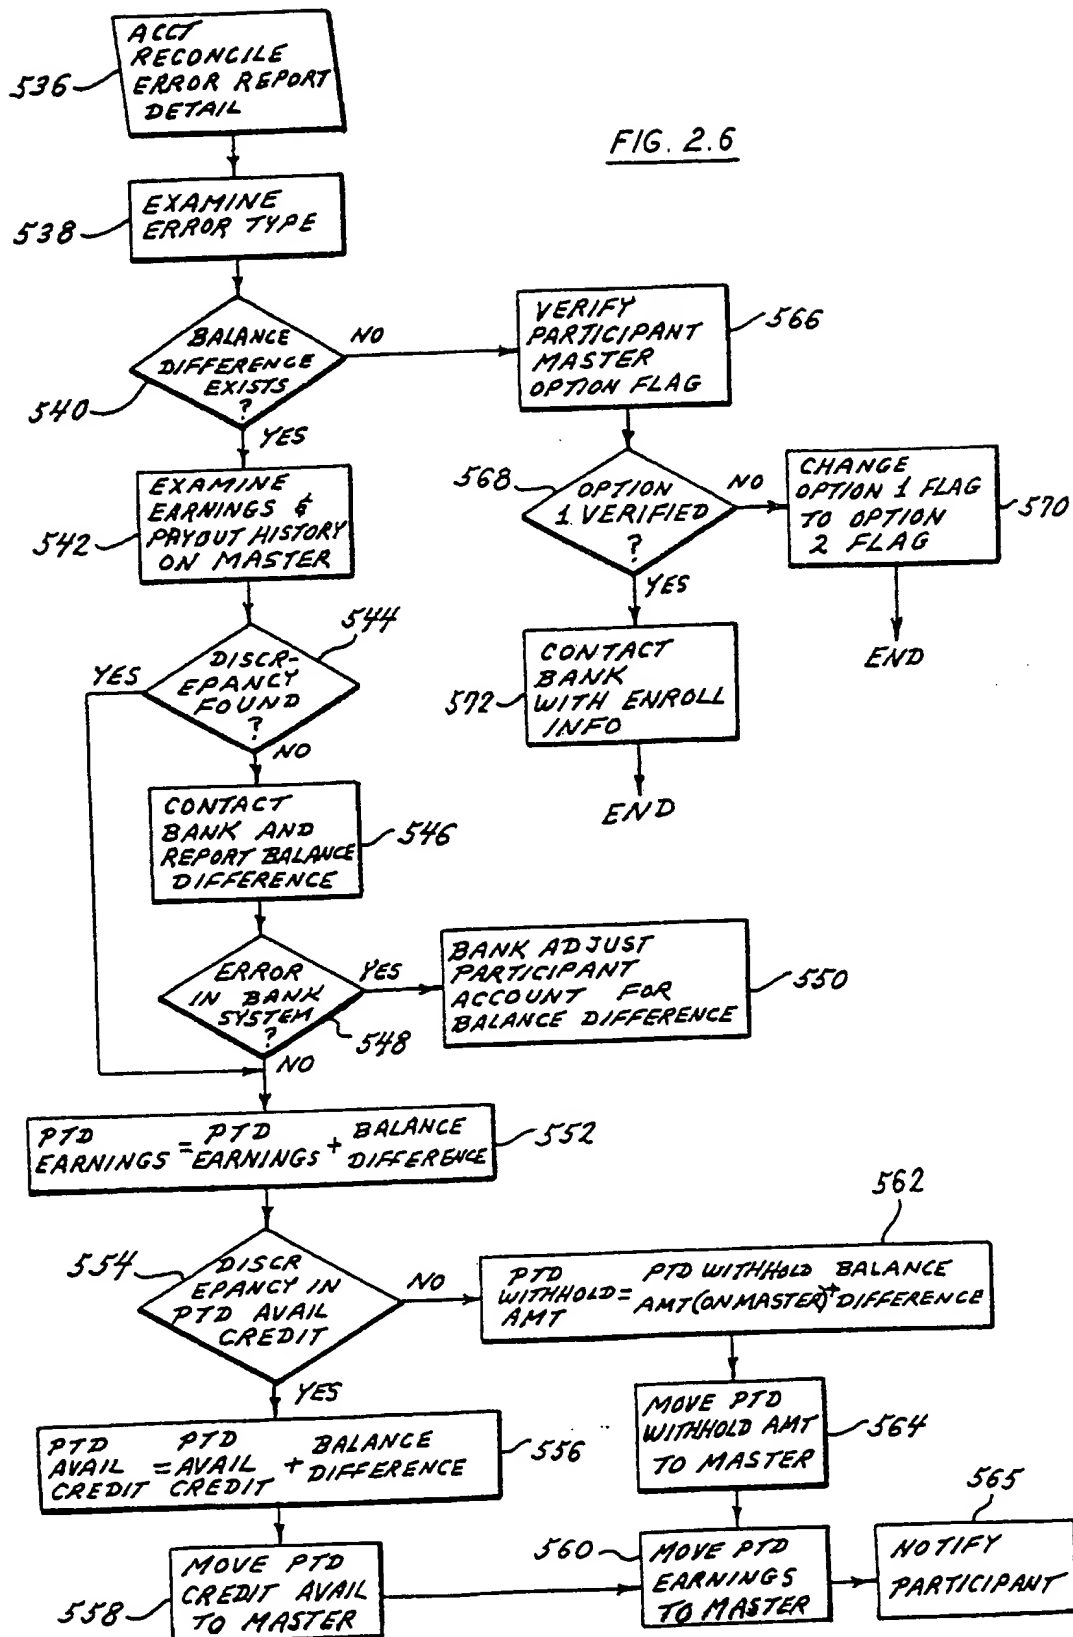 ACCT
RECONCILE
ERROR REPORT
DETAIL
536
FIG. 2.6
EXAMINE
ERROR TYPE
538
BALANCE
DIFFERENCE
EXISTS
?
540
NO
YES
VERIFY
PARTICIPANT
MASTER
OPTION FLAG
566
EXAMINE
EARNINGS &
PAYOUT HISTORY
ON MASTER
542
568
OPTION
1 VERIFIED
?
NO
YES
CHANGE
OPTION 1 FLAG
TO OPTION
2 FLAG
570
END
544
YES
DISCR-
EPANCY
FOUND
?
NO
CONTACT
BANK
WITH ENROLL
INFO
572
END
CONTACT
BANK AND
REPORT BALANCE
DIFFERENCE
546
ERROR
IN BANK
SYSTEM
?
548
YES
NO
BANK ADJUST
PARTICIPANT
ACCOUNT FOR
BALANCE DIFFERENCE
550
PTD PTD BALANCE
EARNINGS = EARNINGS + DIFFERENCE
552
554
DISCR
EPANCY IN
PTD AVAIL
CREDIT
NO
YES
562
PTD PTD WITHHOLD BALANCE
WITHHOLD = AMT (ON MASTER) + DIFFERENCE
AMT
MOVE PTD
WITHHOLD AMT
TO MASTER
564
PTD PTD BALANCE
AVAIL = AVAIL + DIFFERENCE
CREDIT CREDIT
556
MOVE PTD
CREDIT AVAIL
TO MASTER
558
560
MOVE PTD
EARNINGS
TO MASTER
565
NOTIFY
PARTICIPANT